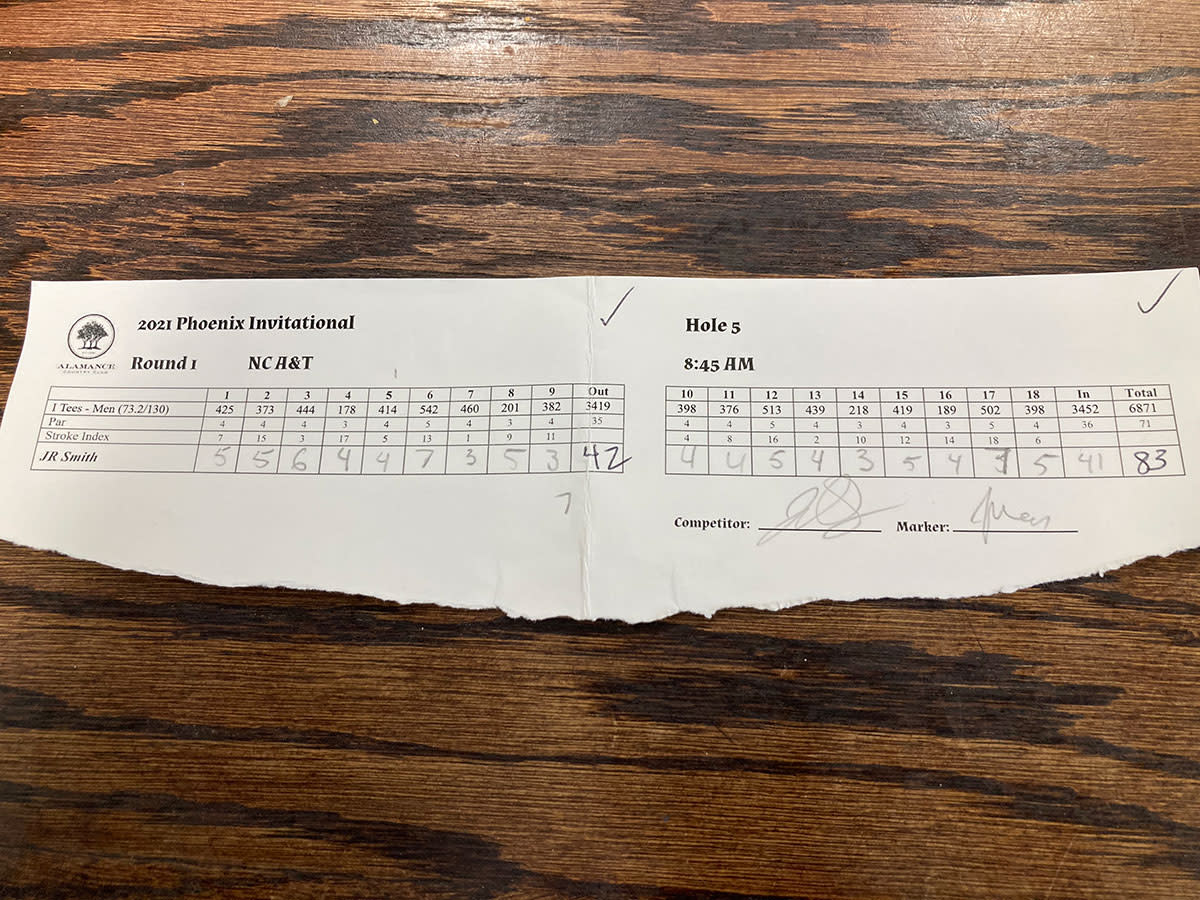 2021 Phoenix Invitational
ALAMANCE
COUNTRY CLUB
Round 1 NC A&T
1 2 3 4 5 6 7 8 9 Out
I Tees - Men (73.2/130) 425 373 444 178 414 542 460 201 382 3419
Par 4 4 4 3 4 5 4 3 4 35
Stroke Index 7 15 3 17 5 13 1 9 11
JR Smith 5 5 6 4 4 7 3 5 3 42
7
Hole 5
8:45 AM
10 11 12 13 14 15 16 17 18 In Total
398 376 513 439 218 419 189 502 398 3452 6871
4 4 5 4 3 4 3 5 4 36 71
4 8 16 2 10 12 14 18 6
4 4 5 4 3 5 4 7 5 41 83
Competitor: Marker: